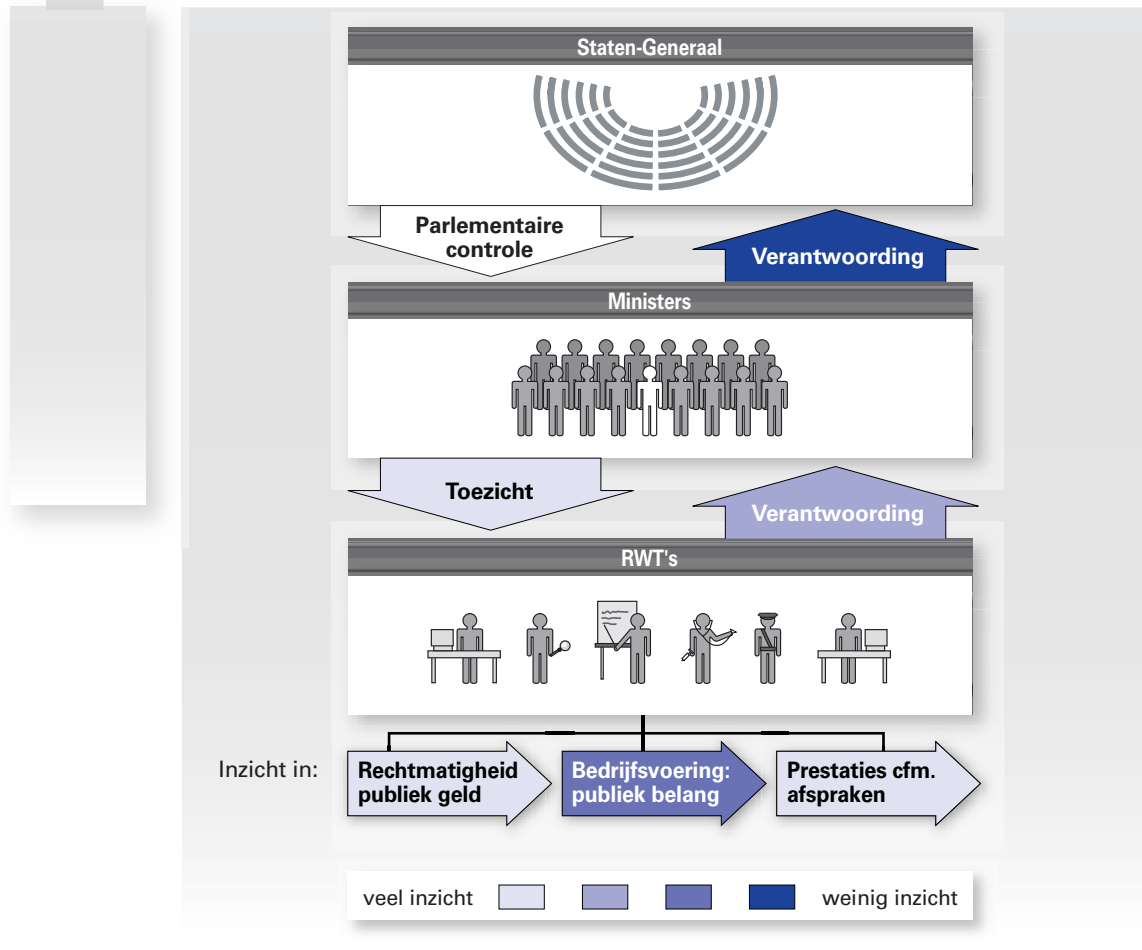 Staten-Generaal
Parlementaire
controle
Verantwoording
Ministers
Toezicht
Verantwoording
RWT's
Inzicht in:
Rechtmatigheid
publiek geld
Bedrijfsvoering:
publiek belang
Prestaties cfm.
afspraken
veel inzicht
weinig inzicht